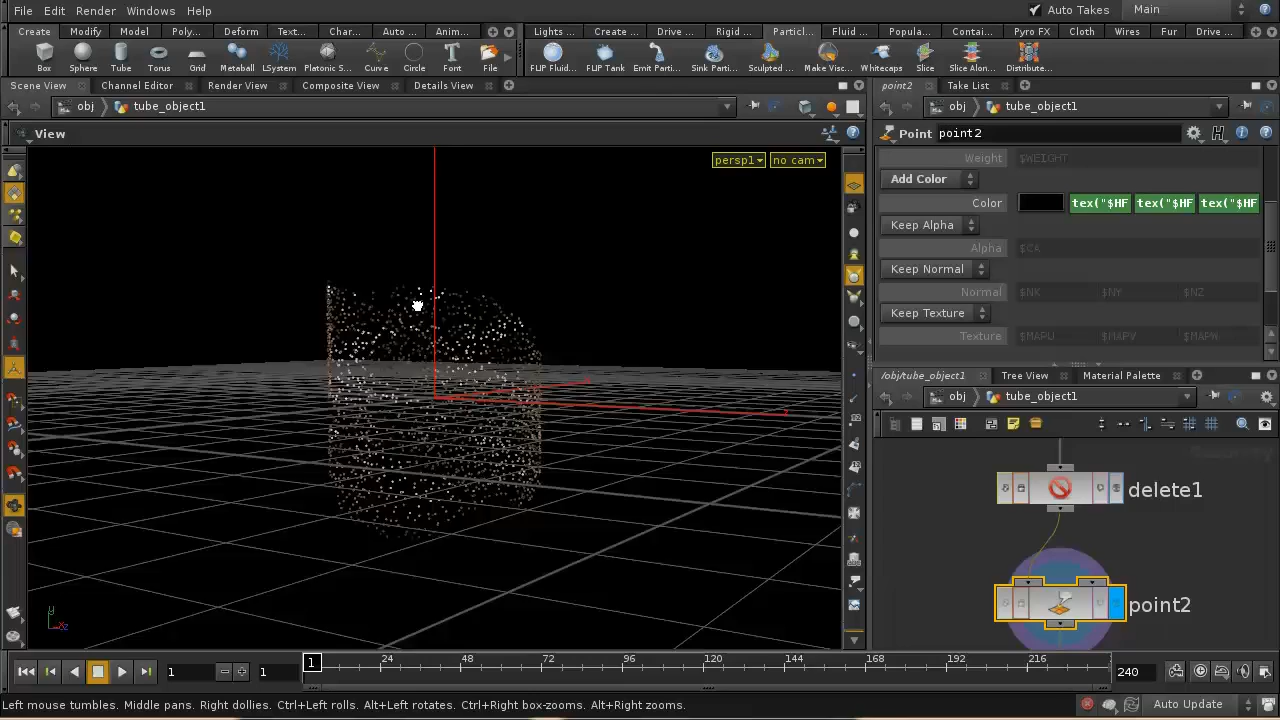 File Edit Render Windows Help Auto Takes Main
Create Modify Model Poly... Deform Text... Char... Auto ... Anim... Lights ... Create ... Drive ... Rigid ... Particl... Fluid ... Popula... Contai... Pyro FX Cloth Wires Fur Drive ...
Box Sphere Tube Torus Grid Metaball LSystem Platonic S... Curve Circle Font File FLIP Fluid... FLIP Tank Emit Parti... Sink Parti... Sculpted ... Make Visc... Whitecaps Slice Slice Alon... Distribute...
Scene View Channel Editor Render View Composite View Details View point2 Take List
obj tube_object1 obj tube_object1
View Point point2
persp1 no cam
Weight $WEIGHT
Add Color
Color tex("$HF tex("$HF tex("$HF
Keep Alpha
Alpha $CA
Keep Normal
Normal $NX $NY $NZ
Keep Texture
Texture $MAPU $MAPV $MAPW
/obj/tube_object1 Tree View Material Palette
obj tube_object1
delete1
point2
1 1 1 24 48 72 96 120 144 168 192 216 240
Left mouse tumbles. Middle pans. Right dollies. Ctrl+Left rolls. Alt+Left rotates. Ctrl+Right box-zooms. Alt+Right zooms. Auto Update